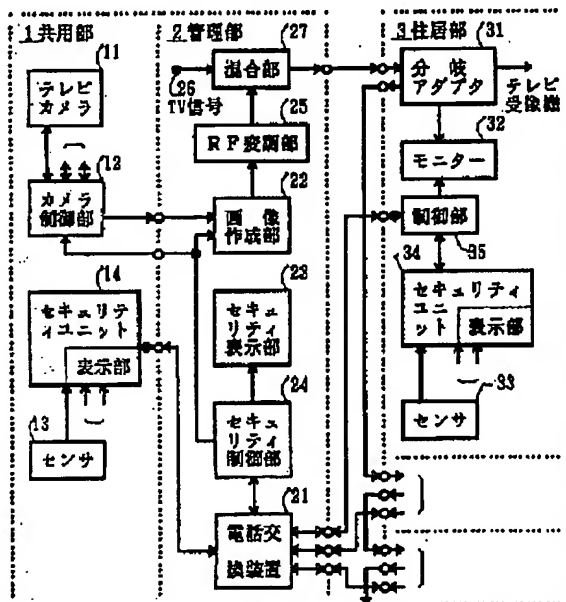 1 共用部
11
テレビ
カメラ
12
カメラ
制御部
14
セキュリテ
ィユニット
表示部
13
センサ
2 管理部
27
混合部
26
TV信号
25
RF変調部
22
画像
作成部
23
セキュ
リティ
表示部
24
セキュ
リティ
制御部
21
電話交
換装置
3 住居部
31
分岐
アダプタ
テレビ
受像機
32
モニター
制御部
35
34
セキュリティ
ユニ
ット
表示部
33
センサ